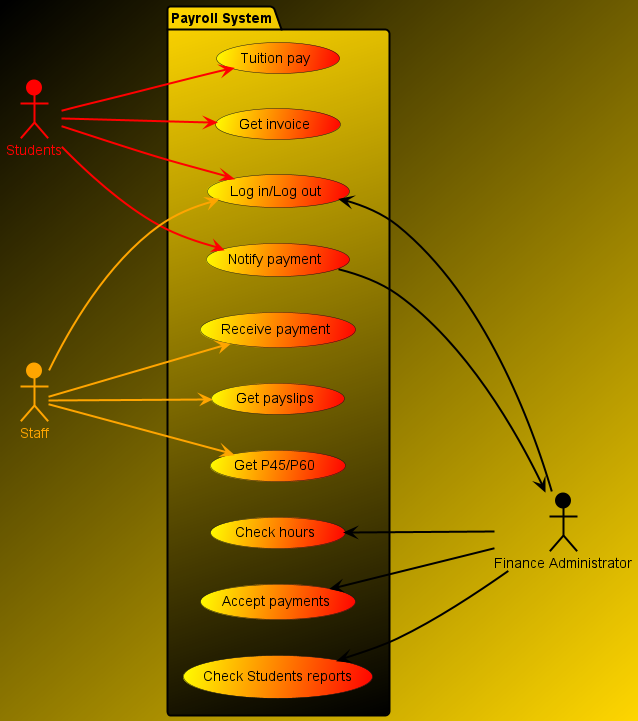 Payroll System
Tuition pay
Get invoice
Students
Log in/Log out
Notify payment
Receive payment
Get payslips
Staff
Get P45/P60
Check hours
Finance Administrator
Accept payments
Check Students reports